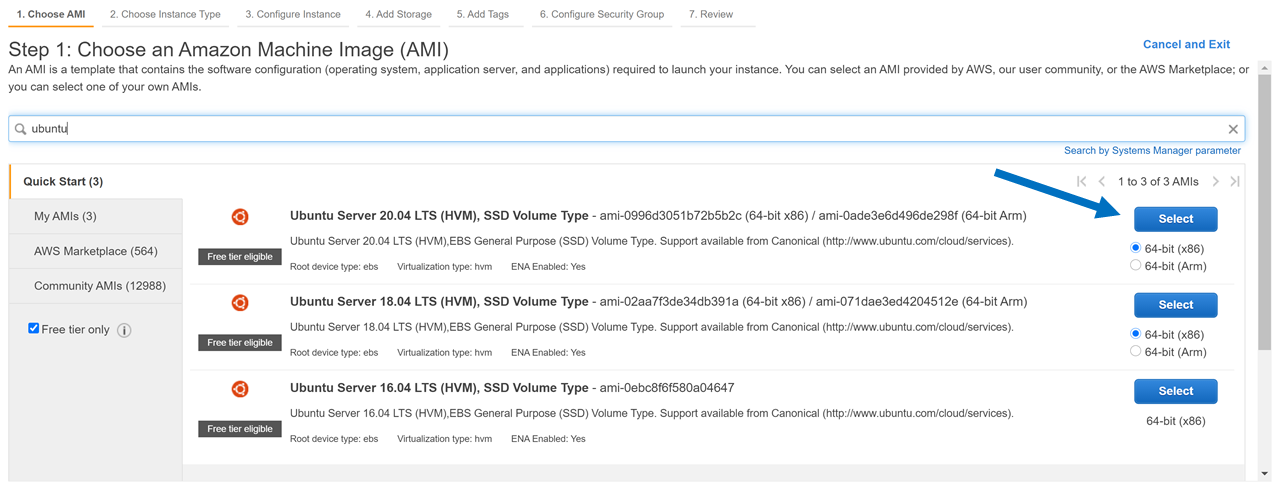 1. Choose AMI 2. Choose Instance Type 3. Configure Instance 4. Add Storage 5. Add Tags 6. Configure Security Group 7. Review
Step 1: Choose an Amazon Machine Image (AMI)
Cancel and Exit
An AMI is a template that contains the software configuration (operating system, application server, and applications) required to launch your instance. You can select an AMI provided by AWS, our user community, or the AWS Marketplace; or
you can select one of your own AMIs.
ubuntu
Search by Systems Manager parameter
Quick Start (3)
My AMIs (3)
AWS Marketplace (564)
Community AMIs (12988)
Free tier only
1 to 3 of 3 AMIs
Ubuntu Server 20.04 LTS (HVM), SSD Volume Type - ami-0996d3051b72b5b2c (64-bit x86) / ami-0ade3e6d496de298f (64-bit Arm)
Ubuntu Server 20.04 LTS (HVM),EBS General Purpose (SSD) Volume Type. Support available from Canonical (http://www.ubuntu.com/cloud/services).
Free tier eligible
Root device type: ebs Virtualization type: hvm ENA Enabled: Yes
Select
64-bit (x86)
64-bit (Arm)
Ubuntu Server 18.04 LTS (HVM), SSD Volume Type - ami-02aa7f3de34db391a (64-bit x86) / ami-071dae3ed4204512e (64-bit Arm)
Ubuntu Server 18.04 LTS (HVM),EBS General Purpose (SSD) Volume Type. Support available from Canonical (http://www.ubuntu.com/cloud/services).
Free tier eligible
Root device type: ebs Virtualization type: hvm ENA Enabled: Yes
Select
64-bit (x86)
64-bit (Arm)
Ubuntu Server 16.04 LTS (HVM), SSD Volume Type - ami-0ebc8f6f580a04647
Ubuntu Server 16.04 LTS (HVM),EBS General Purpose (SSD) Volume Type. Support available from Canonical (http://www.ubuntu.com/cloud/services).
Free tier eligible
Root device type: ebs Virtualization type: hvm ENA Enabled: Yes
Select
64-bit (x86)